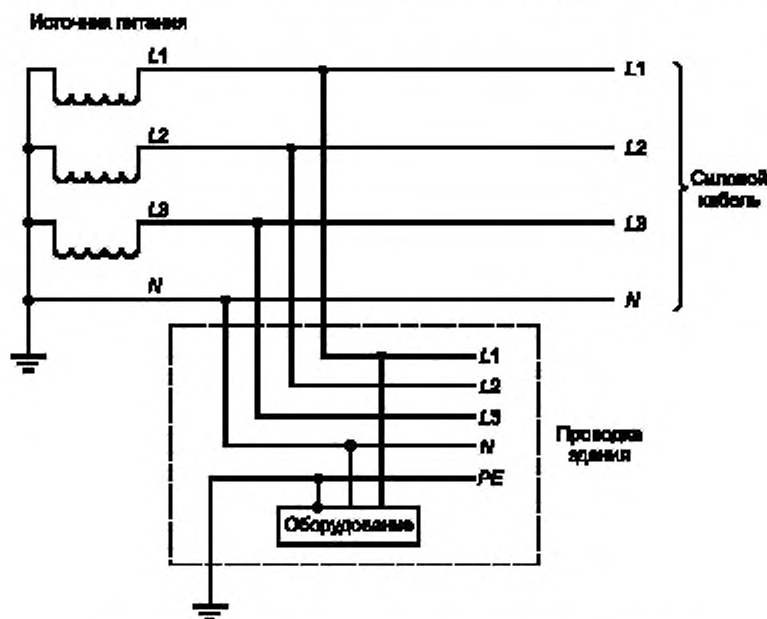 Источник питания
L1
L1
L2
L2
Силовой
кабель
L3
L3
N
N
L1
L2
L3
N
Проводка
здания
PE
Оборудование